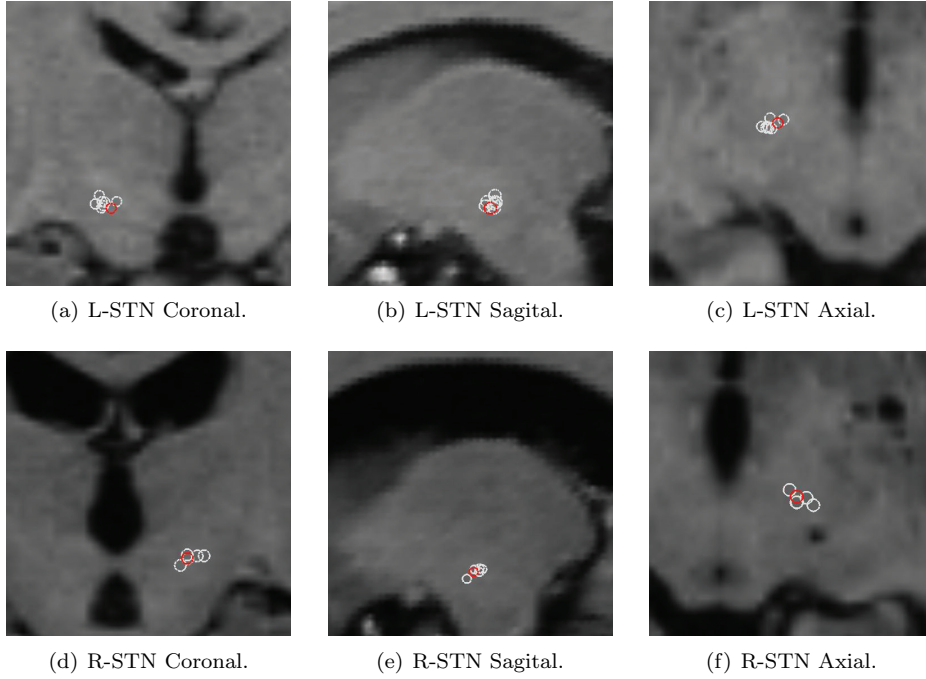 (a) L-STN Coronal.
(b) L-STN Sagital.
(c) L-STN Axial.
(d) R-STN Coronal.
(e) R-STN Sagital.
(f) R-STN Axial.